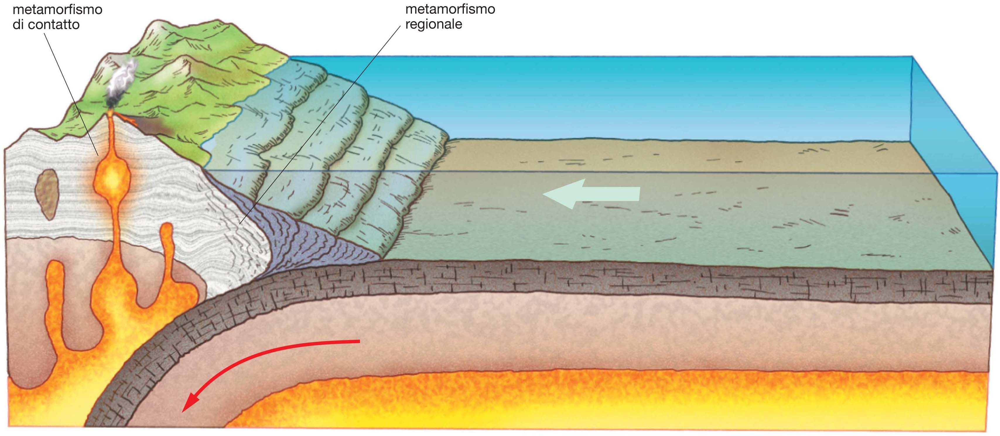 metamorfismo
di contatto
metamorfismo
regionale